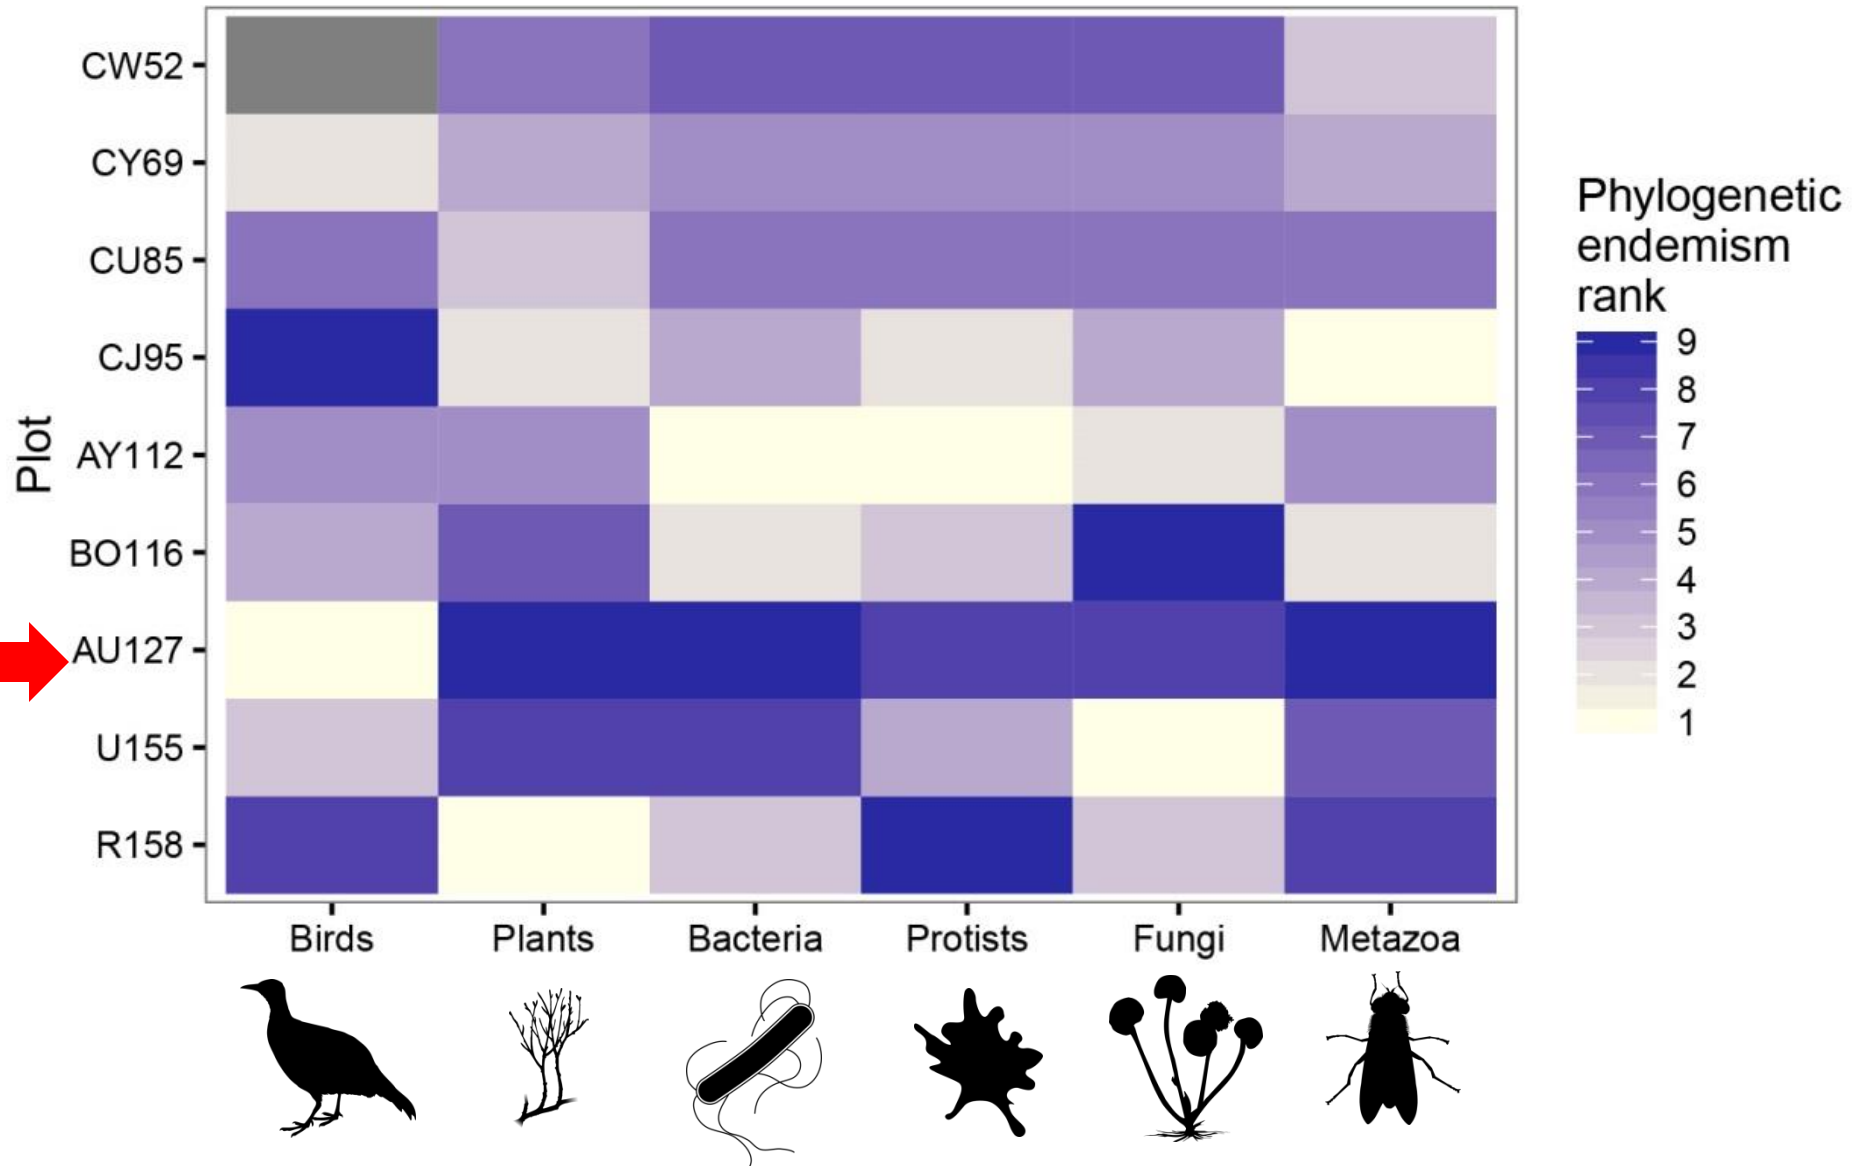 Plot
CW52
CY69
CU85
CJ95
AY112
BO116
AU127
U155
R158
Birds
Plants
Bacteria
Protists
Fungi
Metazoa
Phylogenetic
endemism
rank
9
8
7
6
5
4
3
2
1